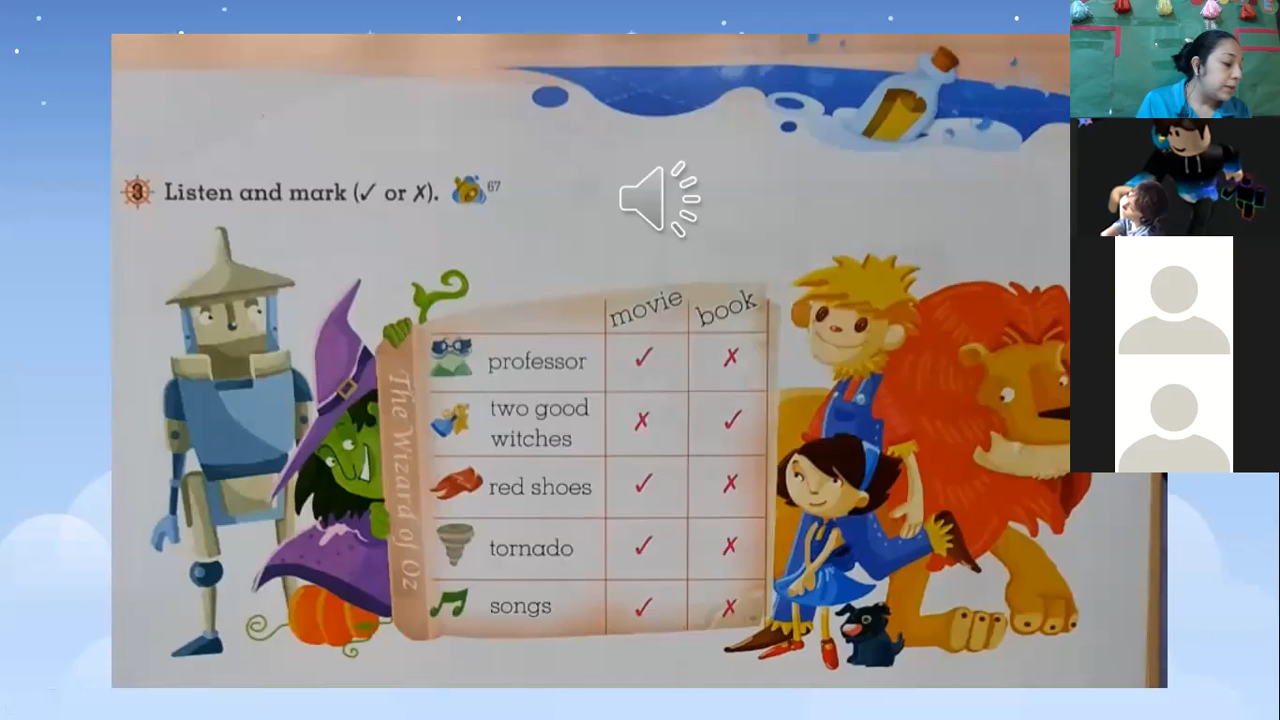 3 Listen and mark (✓ or ✗). 67
movie book
professor ✓ ✗
two good
witches ✗ ✓
red shoes ✓ ✗
tornado ✓ ✗
songs ✓ ✗
The Wizard of Oz